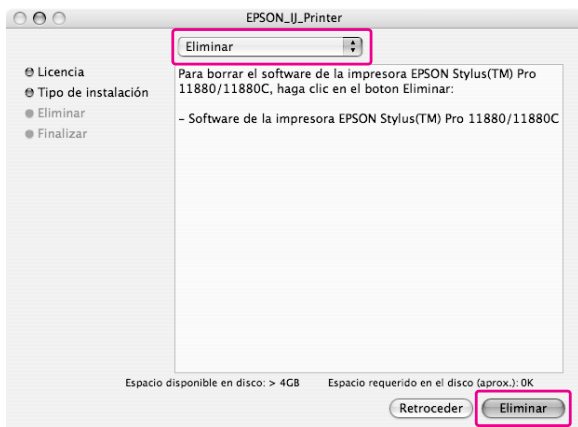 EPSON_IJ_Printer
Eliminar
Licencia
Tipo de instalación
Eliminar
Finalizar
Para borrar el software de la impresora EPSON Stylus(TM) Pro
11880/11880C, haga clic en el boton Eliminar:
– Software de la impresora EPSON Stylus(TM) Pro 11880/11880C
Espacio disponible en disco: > 4GB Espacio requerido en el disco (aprox.): 0K
Retroceder Eliminar